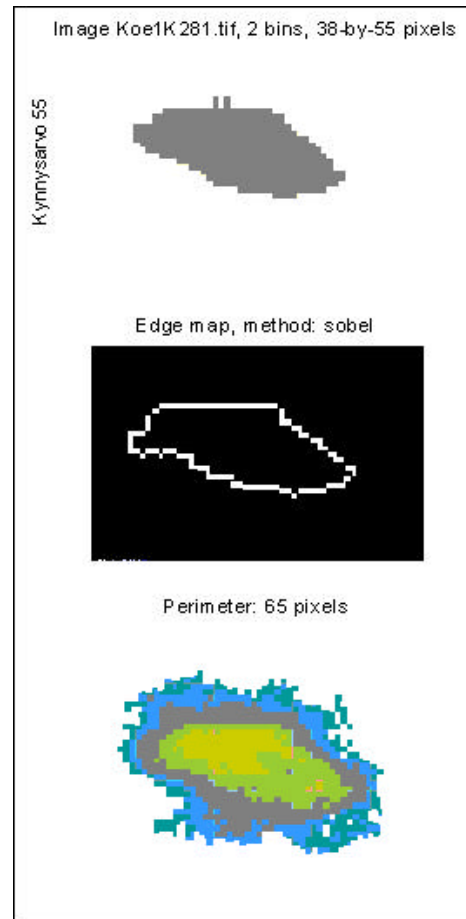 Image Koe1K281.tif, 2 bins, 38-by-55 pixels
Kynnysarvo 55
Edge map, method: sobel
Perimeter: 65 pixels